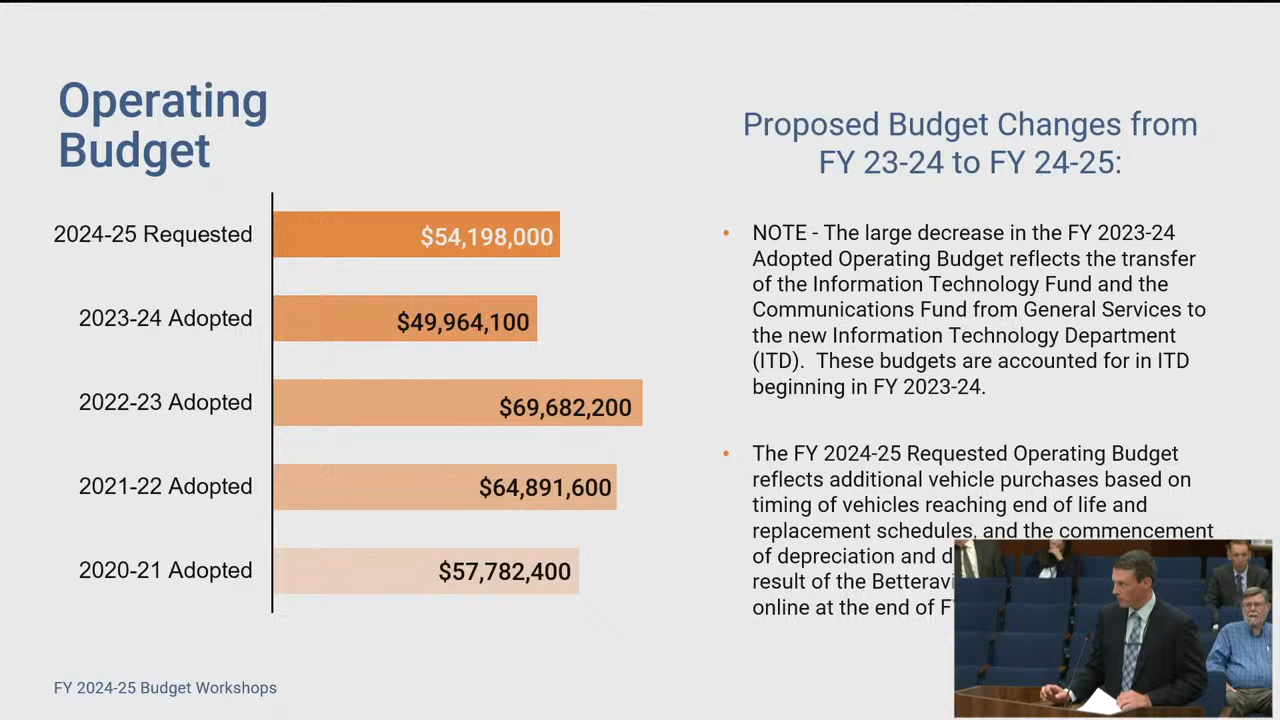 Operating
Budget
2024-25 Requested
$54,198,000
2023-24 Adopted
$49,964,100
2022-23 Adopted
$69,682,200
2021-22 Adopted
$64,891,600
2020-21 Adopted
$57,782,400
Proposed Budget Changes from
FY 23-24 to FY 24-25:
• NOTE - The large decrease in the FY 2023-24
Adopted Operating Budget reflects the transfer
of the Information Technology Fund and the
Communications Fund from General Services to
the new Information Technology Department
(ITD).  These budgets are accounted for in ITD
beginning in FY 2023-24.
• The FY 2024-25 Requested Operating Budget
reflects additional vehicle purchases based on
timing of vehicles reaching end of life and
replacement schedules, and the commencement
of depreciation and
result of the
online at the end of
FY 2024-25 Budget Workshops